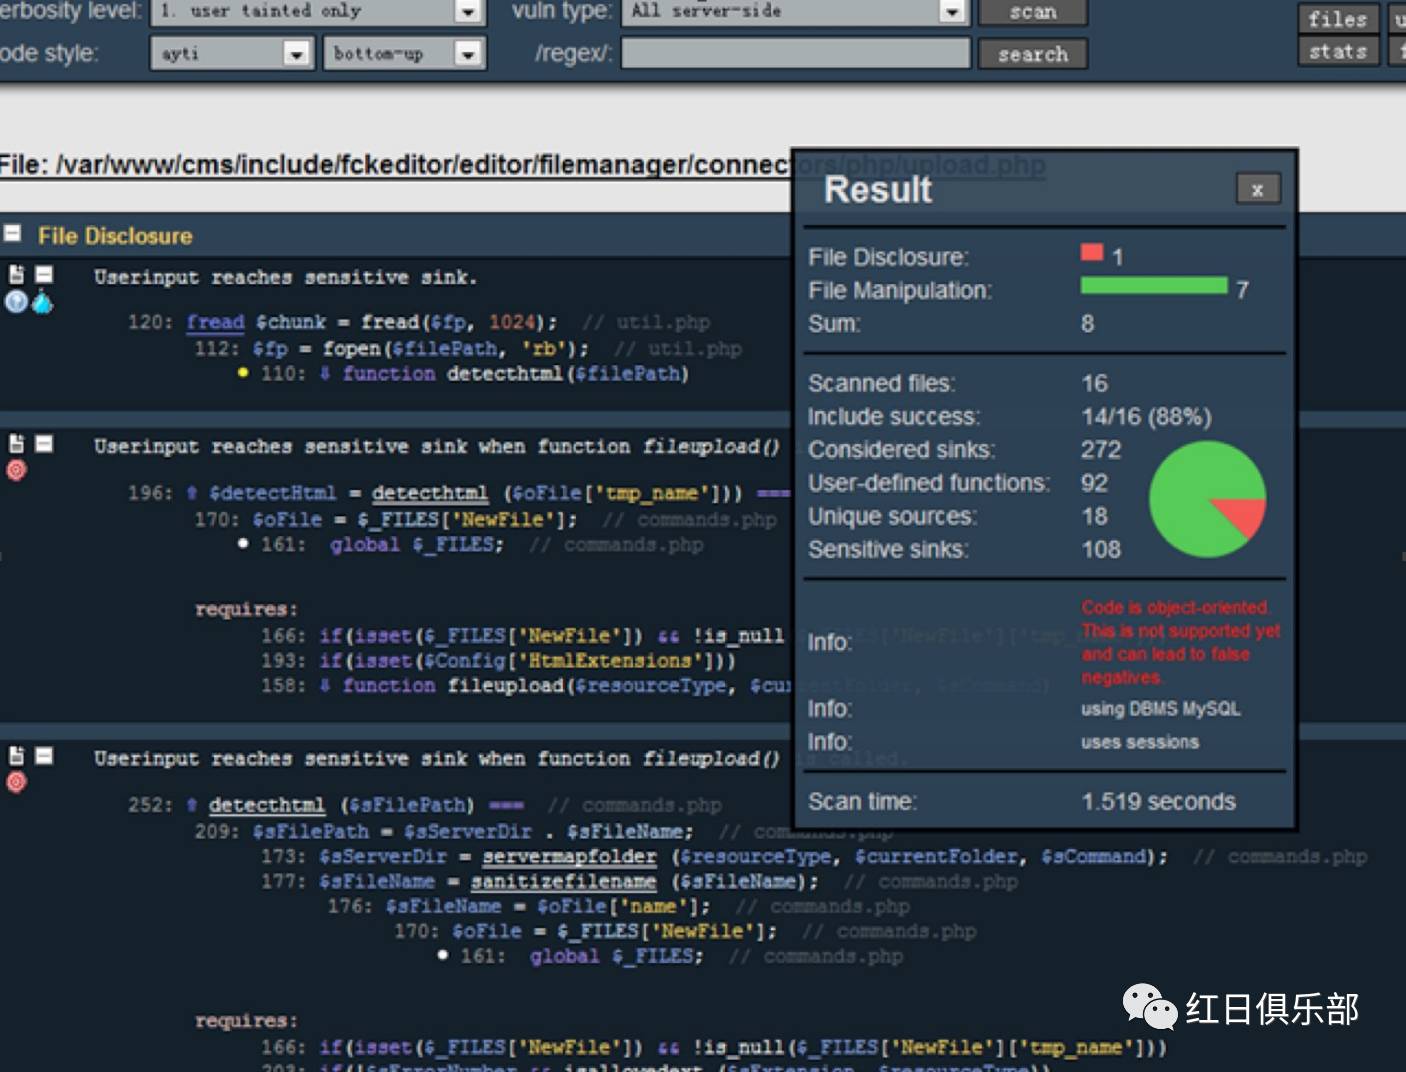 erbosity level: 1. user tainted only vuln type: All server-side scan files
ode style: ayti bottom-up /regex/: search stats
File: /var/www/cms/include/fckeditor/editor/filemanager/connectors/php/upload.php
Result x
File Disclosure
File Disclosure: 1
File Manipulation: 7
Sum: 8
Scanned files: 16
Include success: 14/16 (88%)
Considered sinks: 272
User-defined functions: 92
Unique sources: 18
Sensitive sinks: 108
Info: Code is object-oriented.
This is not supported yet
and can lead to false
negatives.
Info: using DBMS MySQL
Info: uses sessions
Scan time: 1.519 seconds
Userinput reaches sensitive sink.
120: fread $chunk = fread($fp, 1024); // util.php
112: $fp = fopen($filePath, 'rb'); // util.php
110: ⇓ function detecthtml($filePath)
Userinput reaches sensitive sink when function fileupload()
196: ⇑ $detectHtml = detecthtml ($oFile['tmp_name'])) ===
170: $oFile = $_FILES['NewFile']; // commands.php
161: global $_FILES; // commands.php
requires:
166: if(isset($_FILES['NewFile']) && !is_null
193: if(isset($Config['HtmlExtensions']))
158: ⇓ function fileupload($resourceType, $currentFolder, $sCommand)
Userinput reaches sensitive sink when function fileupload() is called.
252: ⇑ detecthtml ($sFilePath) === // commands.php
209: $sFilePath = $sServerDir . $sFileName; // commands.php
173: $sServerDir = servermapfolder ($resourceType, $currentFolder, $sCommand); // commands.php
177: $sFileName = sanitizefilename ($sFileName); // commands.php
176: $sFileName = $oFile['name']; // commands.php
170: $oFile = $_FILES['NewFile']; // commands.php
161: global $_FILES; // commands.php
requires:
166: if(isset($_FILES['NewFile']) && !is_null($_FILES['NewFile']['tmp_name']))
红日俱乐部